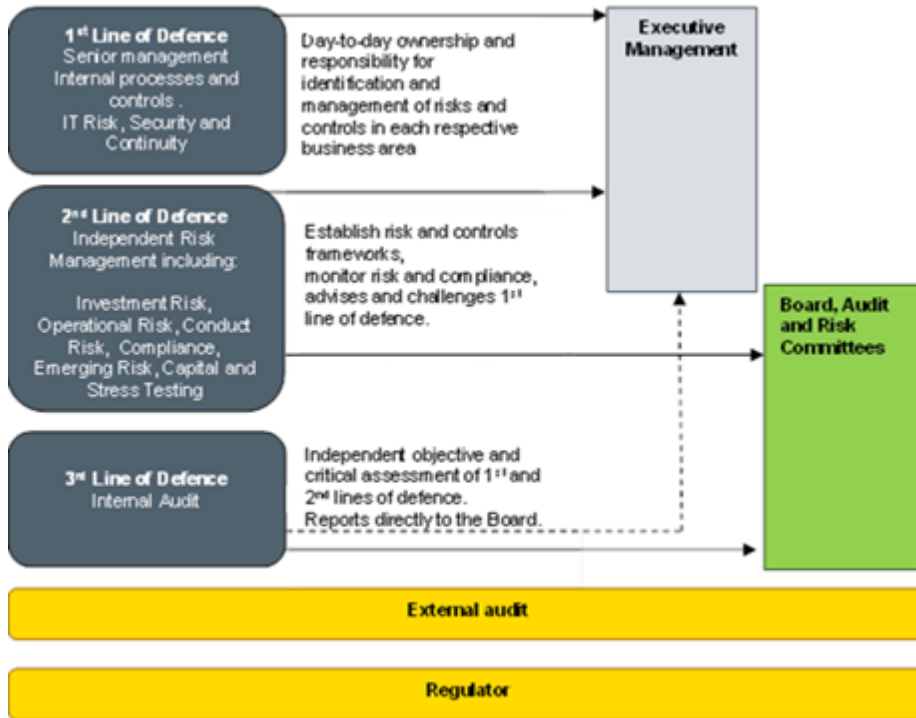 1st Line of Defence
Senior management
Internal processes and
controls .
IT Risk, Security and
Continuity
Day-to-day ownership and
responsibility for
identification and
management of risks and
controls in each respective
business area
Executive
Management
2nd Line of Defence
Independent Risk
Management including:
Investment Risk,
Operational Risk, Conduct
Risk, Compliance,
Emerging Risk, Capital and
Stress Testing
Establish risk and controls
frameworks,
monitor risk and compliance,
advises and challenges 1st
line of defence.
Board, Audit
and Risk
Committees
3rd Line of Defence
Internal Audit
Independent objective and
critical assessment of 1st and
2nd lines of defence.
Reports directly to the Board.
External audit
Regulator